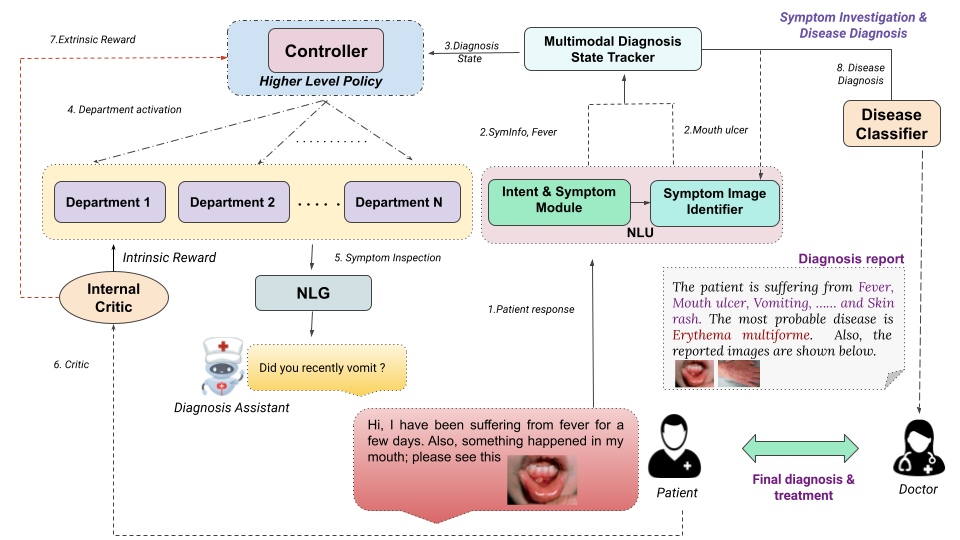 7.Extrinsic Reward
Controller
Higher Level Policy
3.Diagnosis
State
Multimodal Diagnosis
State Tracker
Symptom Investigation &
Disease Diagnosis
8. Disease
Diagnosis
Disease
Classifier
4. Department activation
. . . . . . . . . . .
2.SymInfo, Fever
2.Mouth ulcer
Department 1
Department 2
. . . . .
Department N
Intent & Symptom
Module
Symptom Image
Identifier
NLU
Intrinsic Reward
5. Symptom Inspection
Internal
Critic
NLG
1.Patient response
Diagnosis report
The patient is suffering from Fever,
Mouth ulcer, Vomiting, ...... and Skin
rash. The most probable disease is
Erythema multiforme. Also, the
reported images are shown below.
6. Critic
Did you recently vomit ?
Diagnosis Assistant
Hi, I have been suffering from fever for a
few days. Also, something happened in my
mouth; please see this
Patient
Final diagnosis &
treatment
Doctor